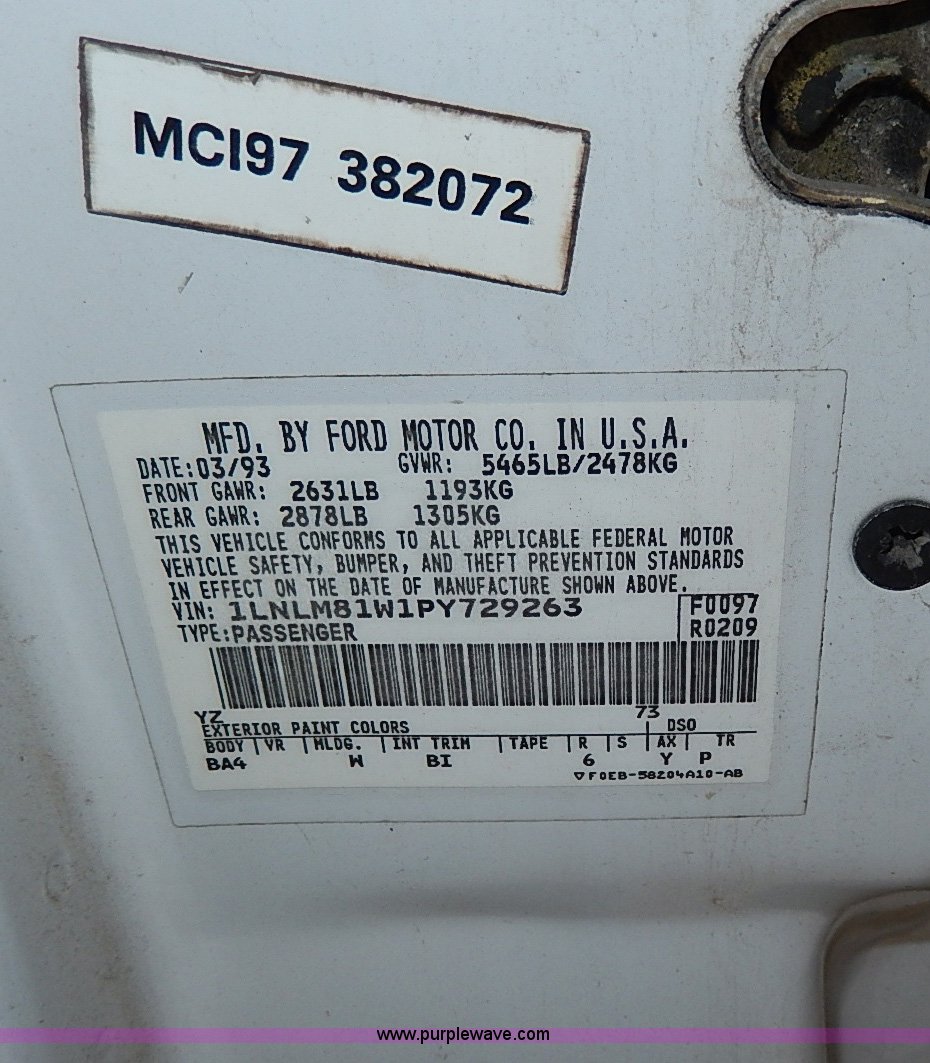 MCI97 382072
MFD. BY FORD MOTOR CO. IN U.S.A.
DATE:03/93 GVWR: 5465LB/2478KG
FRONT GAWR: 2631LB 1193KG
REAR GAWR: 2878LB 1305KG
THIS VEHICLE CONFORMS TO ALL APPLICABLE FEDERAL MOTOR
VEHICLE SAFETY, BUMPER, AND THEFT PREVENTION STANDARDS
IN EFFECT ON THE DATE OF MANUFACTURE SHOWN ABOVE.
VIN: 1LNLM81W1PY729263 F0097
TYPE:PASSENGER R0209
YZ 73
EXTERIOR PAINT COLORS DSO
BODY VR MLDG. INT TRIM TAPE R S AX TR
BA4 W BI 6 Y P
▽F0EB-58204A10-AB
www.purplewave.com